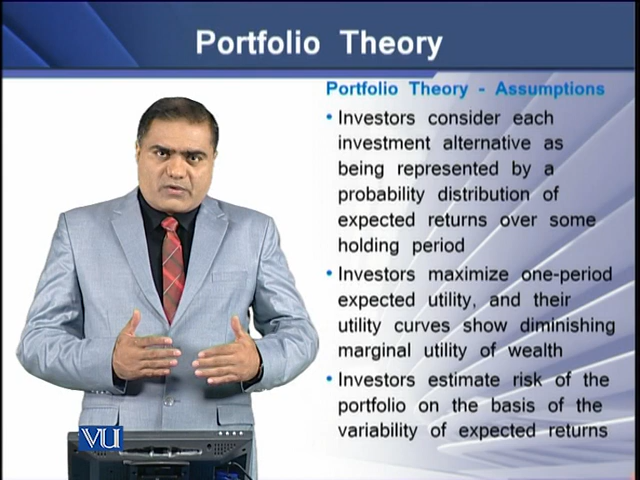 Portfolio Theory
Portfolio Theory - Assumptions
• Investors consider each
investment alternative as
being represented by a
probability distribution of
expected returns over some
holding period
• Investors maximize one-period
expected utility, and their
utility curves show diminishing
marginal utility of wealth
• Investors estimate risk of the
portfolio on the basis of the
variability of expected returns
VU